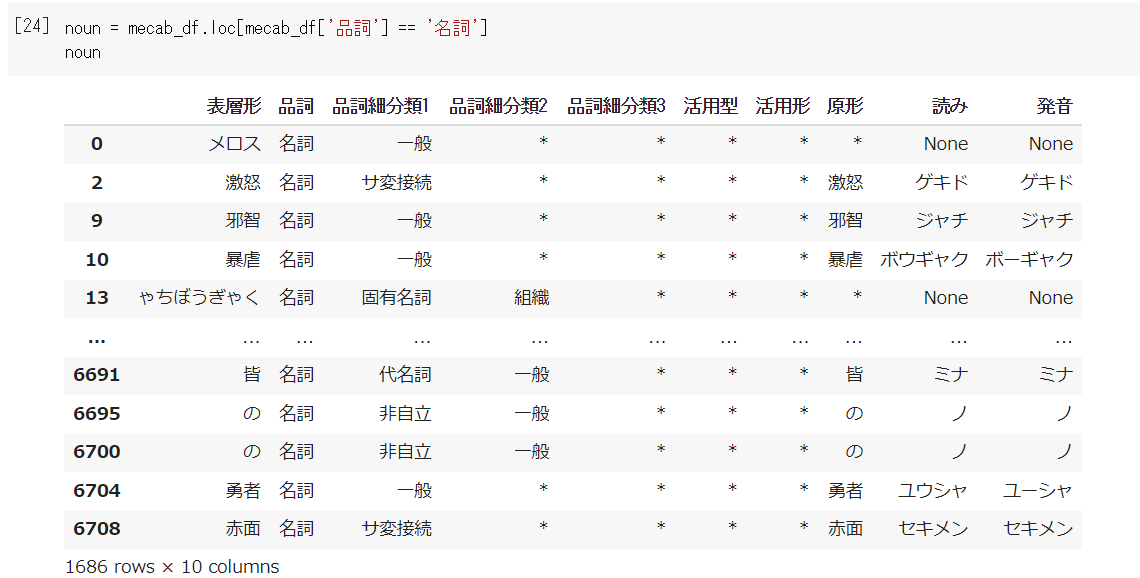 [24] noun = mecab_df.loc[mecab_df['品詞'] == '名詞']
noun
表層形 品詞 品詞細分類1 品詞細分類2 品詞細分類3 活用型 活用形 原形 読み 発音
0 メロス 名詞 一般 * * * * * None None
2 激怒 名詞 サ変接続 * * * * 激怒 ゲキド ゲキド
9 邪智 名詞 一般 * * * * 邪智 ジャチ ジャチ
10 暴虐 名詞 一般 * * * * 暴虐 ボウギャク ボーギャク
13 ゃちぼうぎゃく 名詞 固有名詞 組織 * * * * None None
... ... ... ... ... ... ... ... ... ... ...
6691 皆 名詞 代名詞 一般 * * * 皆 ミナ ミナ
6695 の 名詞 非自立 一般 * * * の ノ ノ
6700 の 名詞 非自立 一般 * * * の ノ ノ
6704 勇者 名詞 一般 * * * * 勇者 ユウシャ ユーシャ
6708 赤面 名詞 サ変接続 * * * * 赤面 セキメン セキメン
1686 rows × 10 columns